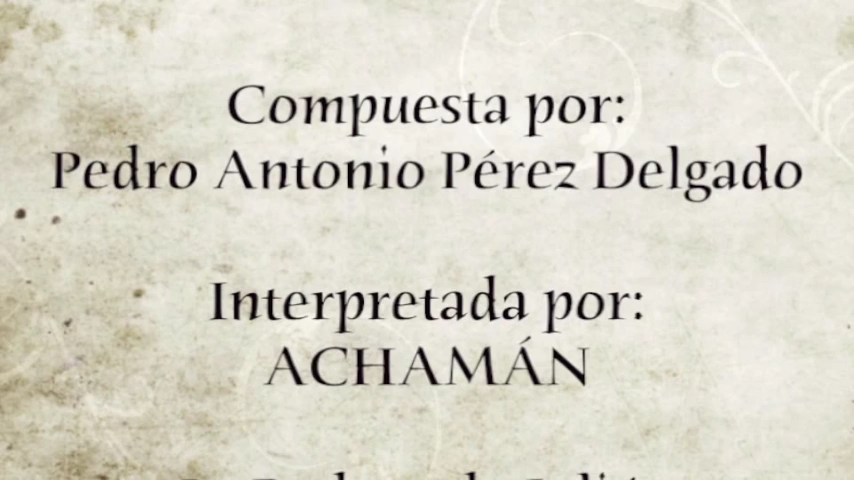 Compuesta por:
Pedro Antonio Pérez Delgado
Interpretada por:
ACHAMÁN